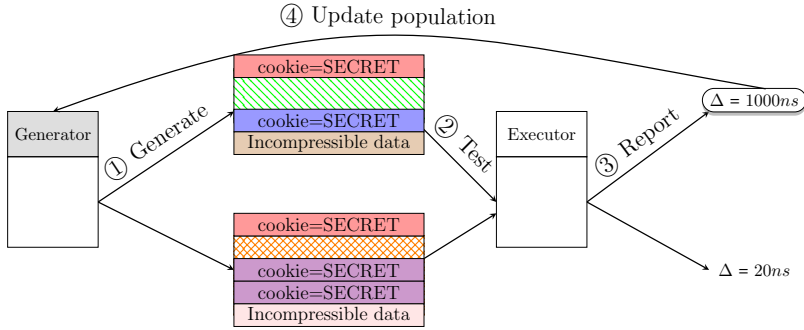 ④ Update population
cookie=SECRET
cookie=SECRET
Incompressible data
Generator
① Generate
② Test
Executor
③ Report
Δ = 1000ns
cookie=SECRET
cookie=SECRET
cookie=SECRET
Incompressible data
Δ = 20ns